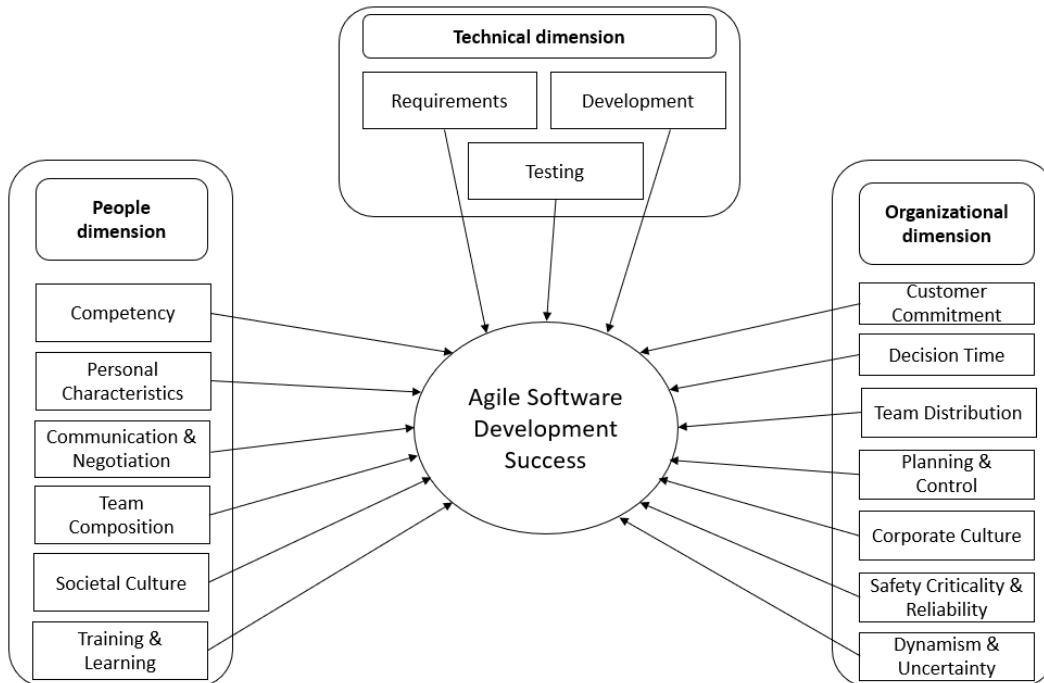 Technical dimension
Requirements
Development
Testing
People
dimension
Competency
Personal
Characteristics
Communication &
Negotiation
Team
Composition
Societal Culture
Training &
Learning
Agile Software
Development
Success
Organizational
dimension
Customer
Commitment
Decision Time
Team Distribution
Planning &
Control
Corporate Culture
Safety Criticality &
Reliability
Dynamism &
Uncertainty